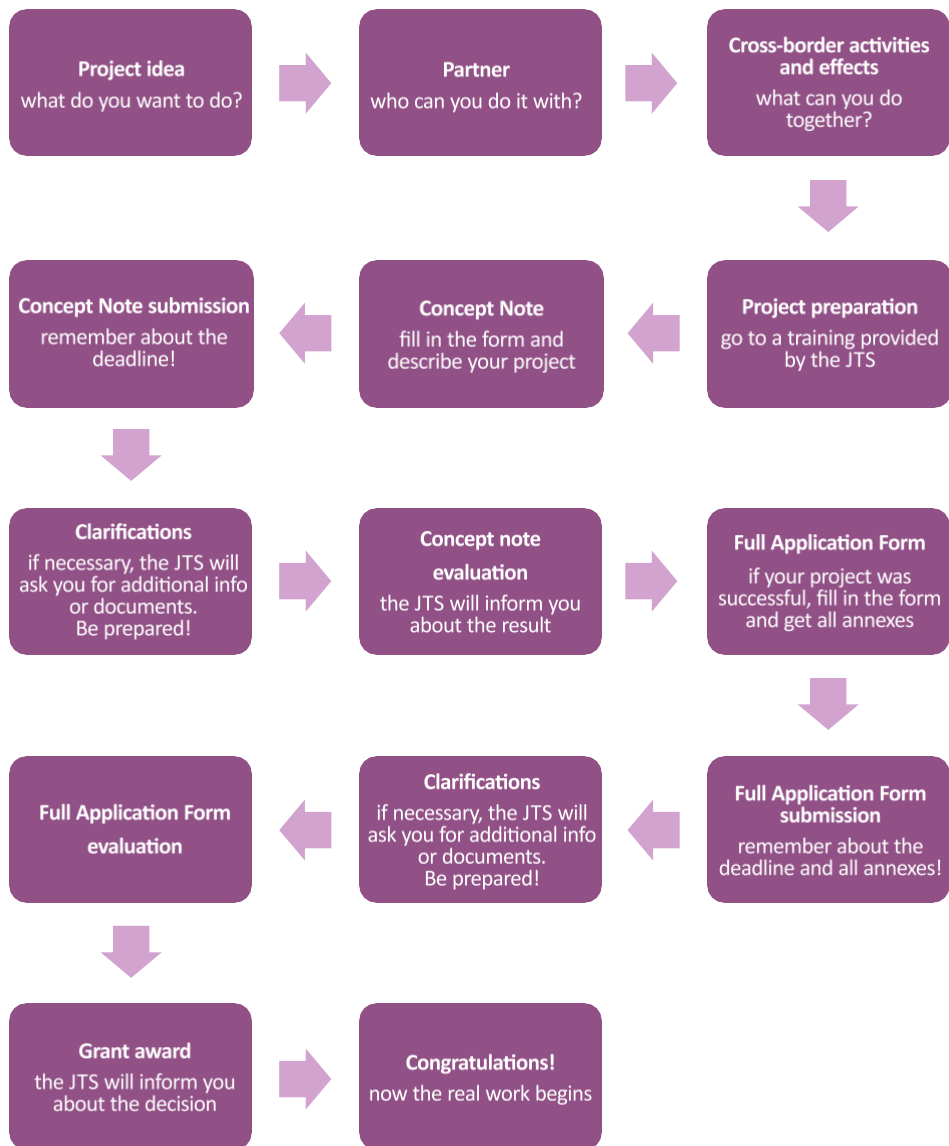 Project idea
what do you want to do?
Partner
who can you do it with?
Cross-border activities
and effects
what can you do
together?
Project preparation
go to a training provided
by the JTS
Concept Note
fill in the form and
describe your project
Concept Note submission
remember about the
deadline!
Clarifications
if necessary, the JTS will
ask you for additional info
or documents.
Be prepared!
Concept note
evaluation
the JTS will inform you
about the result
Full Application Form
if your project was
successful, fill in the form
and get all annexes
Full Application Form
submission
remember about the
deadline and all annexes!
Clarifications
if necessary, the JTS will
ask you for additional info
or documents.
Be prepared!
Full Application Form
evaluation
Grant award
the JTS will inform you
about the decision
Congratulations!
now the real work begins